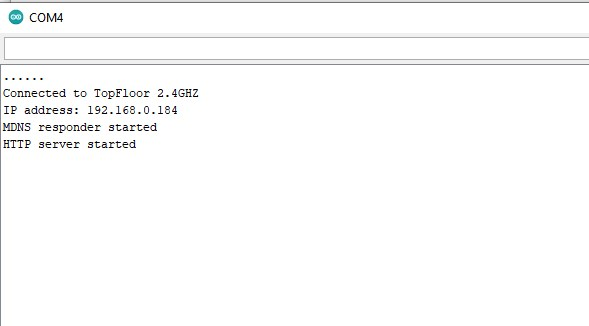 COM4
......
Connected to TopFloor 2.4GHZ
IP address: 192.168.0.184
MDNS responder started
HTTP server started